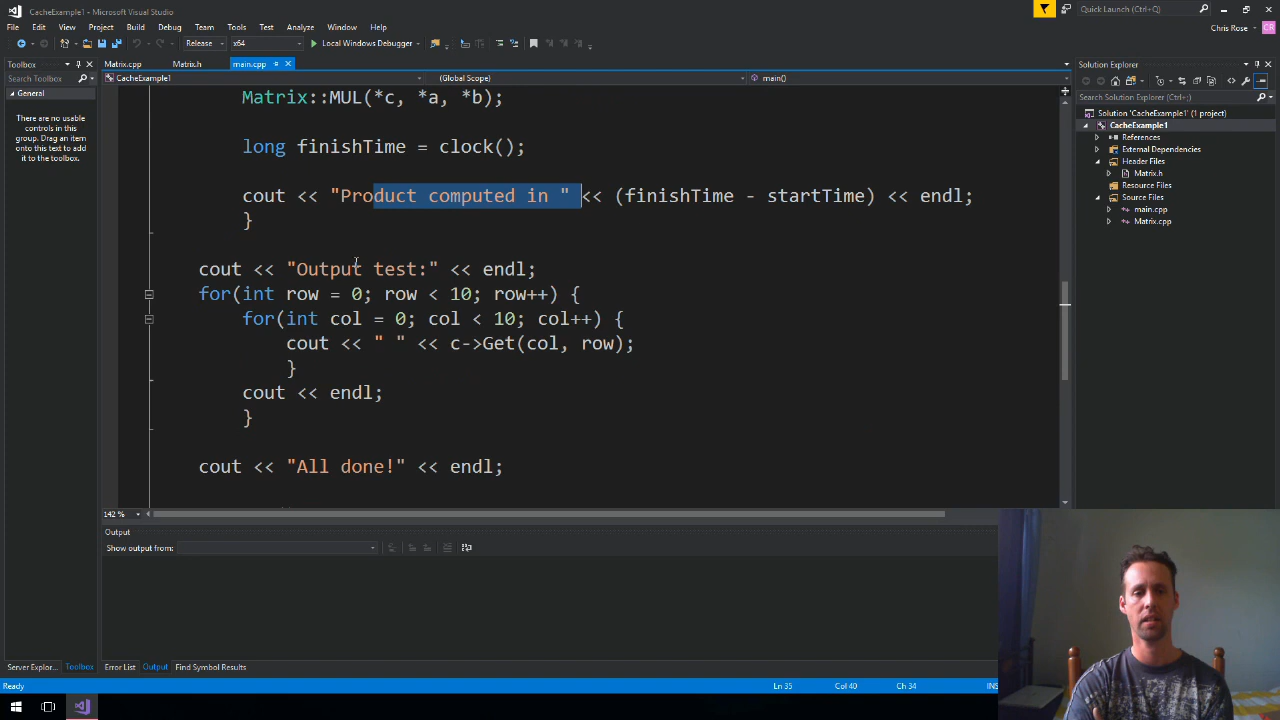 CacheExample1 - Microsoft Visual Studio
Quick Launch (Ctrl+Q)
File Edit View Project Build Debug Team Tools Test Analyze Window Help
Chris Rose CR
Release x64 Local Windows Debugger
Toolbox
Matrix.cpp Matrix.h main.cpp
Solution Explorer
Search Toolbox
CacheExample1 (Global Scope) main()
General
There are no usable
controls in this
group. Drag an item
onto this text to add
it to the toolbox.
Search Solution Explorer (Ctrl+;)
Solution 'CacheExample1' (1 project)
CacheExample1
References
External Dependencies
Header Files
Matrix.h
Resource Files
Source Files
main.cpp
Matrix.cpp
Matrix::MUL(*c, *a, *b);
long finishTime = clock();
cout << "Product computed in " << (finishTime - startTime) << endl;
}
cout << "Output test:" << endl;
for(int row = 0; row < 10; row++) {
for(int col = 0; col < 10; col++) {
cout << " " << c->Get(col, row);
}
cout << endl;
}
cout << "All done!" << endl;
142 %
Output
Show output from:
Server Explor... Toolbox Error List Output Find Symbol Results
Ready Ln 35 Col 40 Ch 34 INS